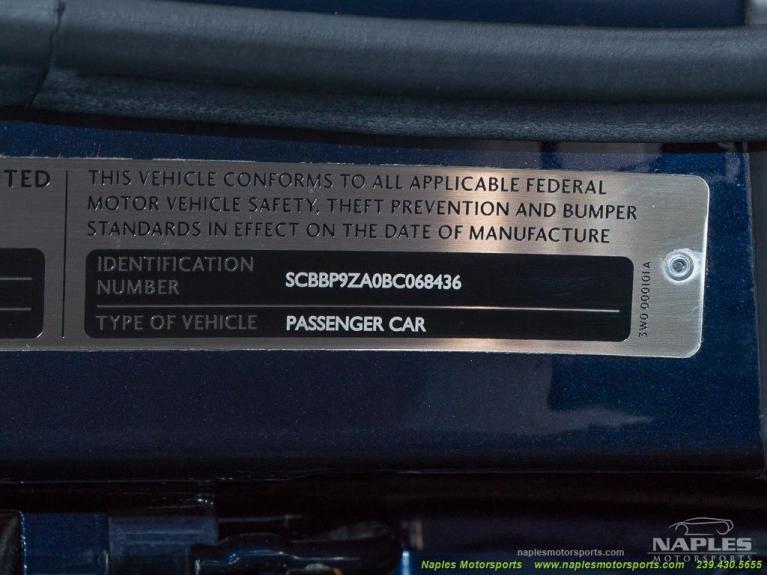 TED
THIS VEHICLE CONFORMS TO ALL APPLICABLE FEDERAL
MOTOR VEHICLE SAFETY, THEFT PREVENTION AND BUMPER
STANDARDS IN EFFECT ON THE DATE OF MANUFACTURE
IDENTIFICATION
NUMBER
SCBBP9ZA0BC068436
TYPE OF VEHICLE
PASSENGER CAR
3W0 000101A
NAPLES
MOTORSPORTS
naplesmotorsports.com
Naples Motorsports www.naplesmotorsports.com 239.430.5655